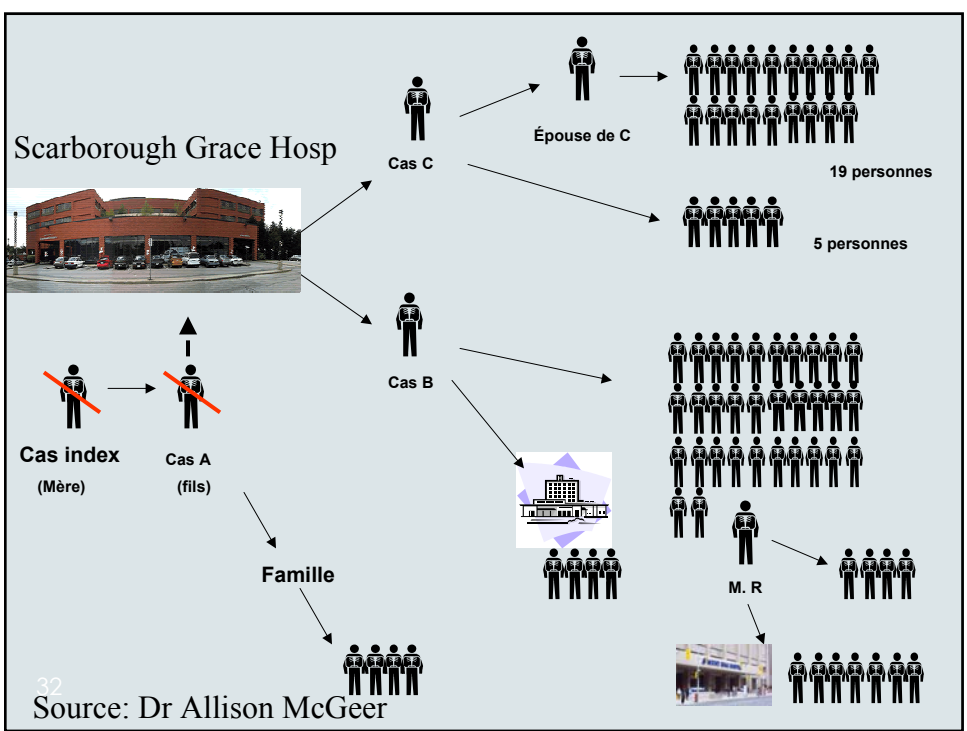 Scarborough Grace Hosp
Cas C
Épouse de C
19 personnes
5 personnes
Cas B
Cas index
(Mère)
Cas A
(fils)
Famille
M. R
32
Source: Dr Allison McGeer